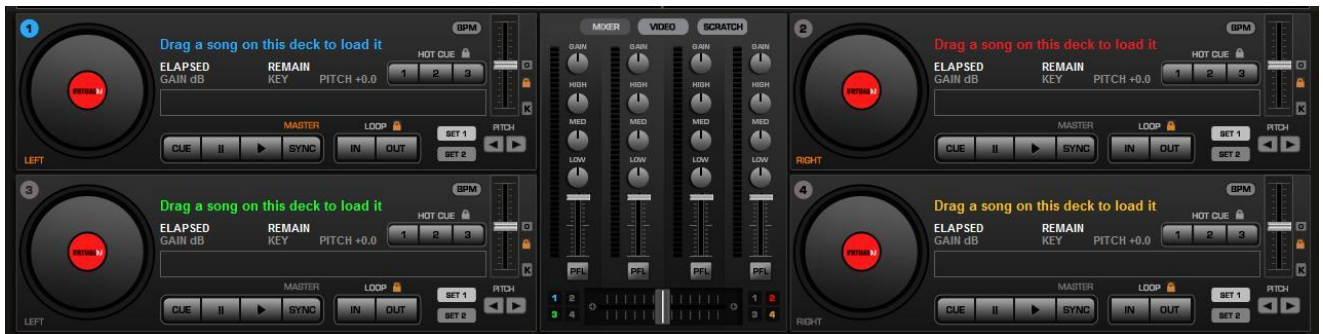 1
BPM
Drag a song on this deck to load it
HOT CUE
ELAPSED REMAIN
GAIN dB KEY PITCH +0.0
1 2 3
VIRTUALDJ
K
MASTER LOOP
SET 1
PITCH
CUE SYNC IN OUT
SET 2
LEFT
MIXER VIDEO SCRATCH
GAIN GAIN GAIN GAIN
HIGH HIGH HIGH HIGH
MED MED MED MED
LOW LOW LOW LOW
PFL PFL PFL PFL
1 2
3 4
1 2
3 4
2
BPM
Drag a song on this deck to load it
HOT CUE
ELAPSED REMAIN
GAIN dB KEY PITCH +0.0
1 2 3
VIRTUALDJ
K
MASTER LOOP
SET 1
PITCH
CUE SYNC IN OUT
SET 2
RIGHT
3
BPM
Drag a song on this deck to load it
HOT CUE
ELAPSED REMAIN
GAIN dB KEY PITCH +0.0
1 2 3
VIRTUALDJ
K
MASTER LOOP
SET 1
PITCH
CUE SYNC IN OUT
SET 2
LEFT
4
BPM
Drag a song on this deck to load it
HOT CUE
ELAPSED REMAIN
GAIN dB KEY PITCH +0.0
1 2 3
VIRTUALDJ
K
MASTER LOOP
SET 1
PITCH
CUE SYNC IN OUT
SET 2
RIGHT